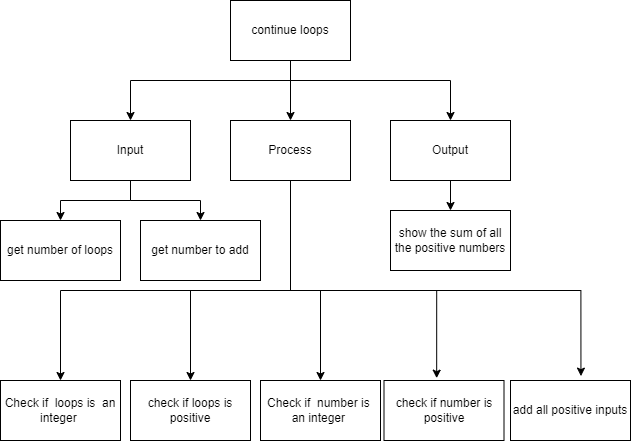 continue loops
Input
Process
Output
get number of loops
get number to add
show the sum of all
the positive numbers
Check if  loops is  an
integer
check if loops is
positive
Check if  number is
an integer
check if number is
positive
add all positive inputs